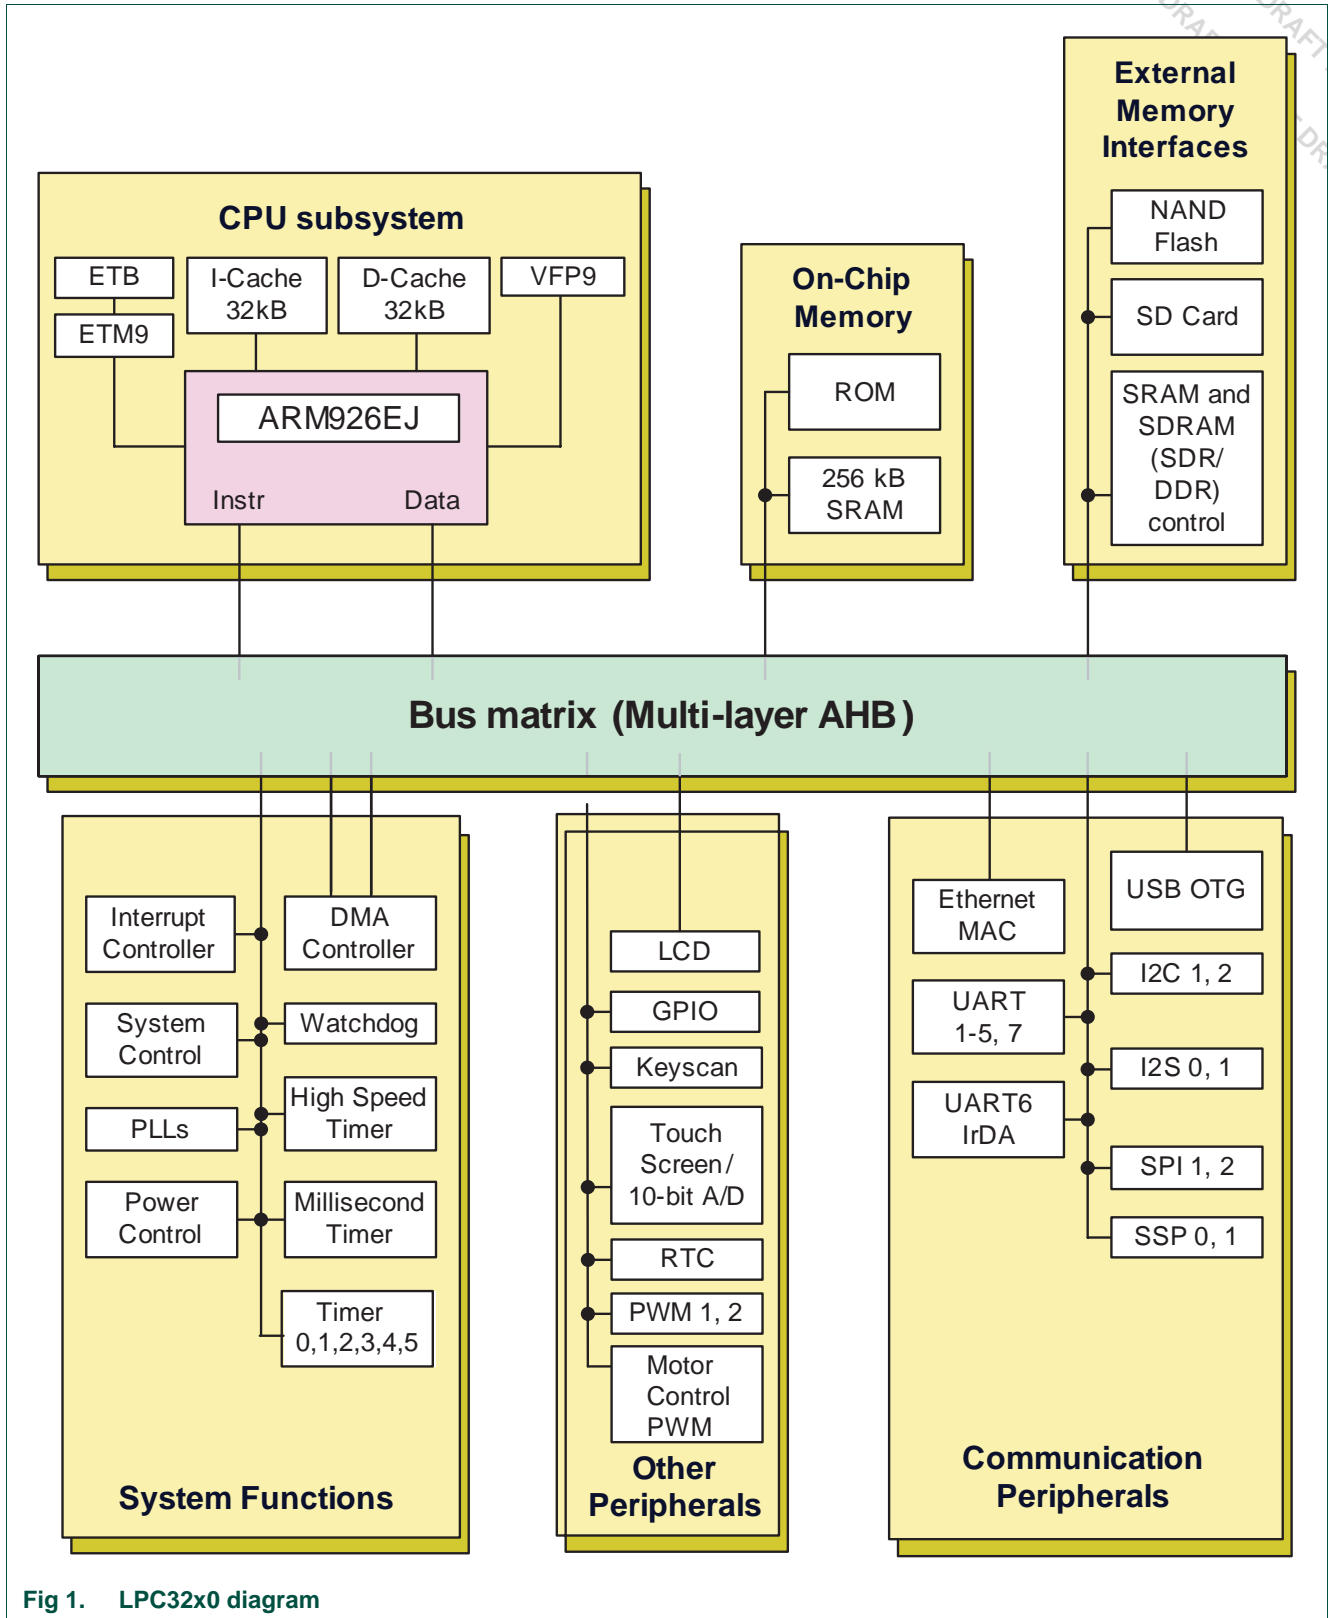 DRAFT
DRAFT
DRA
External
Memory
Interfaces
NAND
Flash
SD Card
SRAM and
SDRAM
(SDR/
DDR)
control
CPU subsystem
ETB
ETM9
I-Cache
32kB
D-Cache
32kB
VFP9
ARM926EJ
Instr
Data
On-Chip
Memory
ROM
256 kB
SRAM
Bus matrix (Multi-layer AHB)
Interrupt
Controller
DMA
Controller
System
Control
Watchdog
High Speed
Timer
PLLs
Power
Control
Millisecond
Timer
Timer
0,1,2,3,4,5
System Functions
LCD
GPIO
Keyscan
Touch
Screen/
10-bit A/D
RTC
PWM 1, 2
Motor
Control
PWM
Other
Peripherals
Ethernet
MAC
USB OTG
I2C 1, 2
UART
1-5, 7
I2S 0, 1
UART6
IrDA
SPI 1, 2
SSP 0, 1
Communication
Peripherals
Fig 1. LPC32x0 diagram